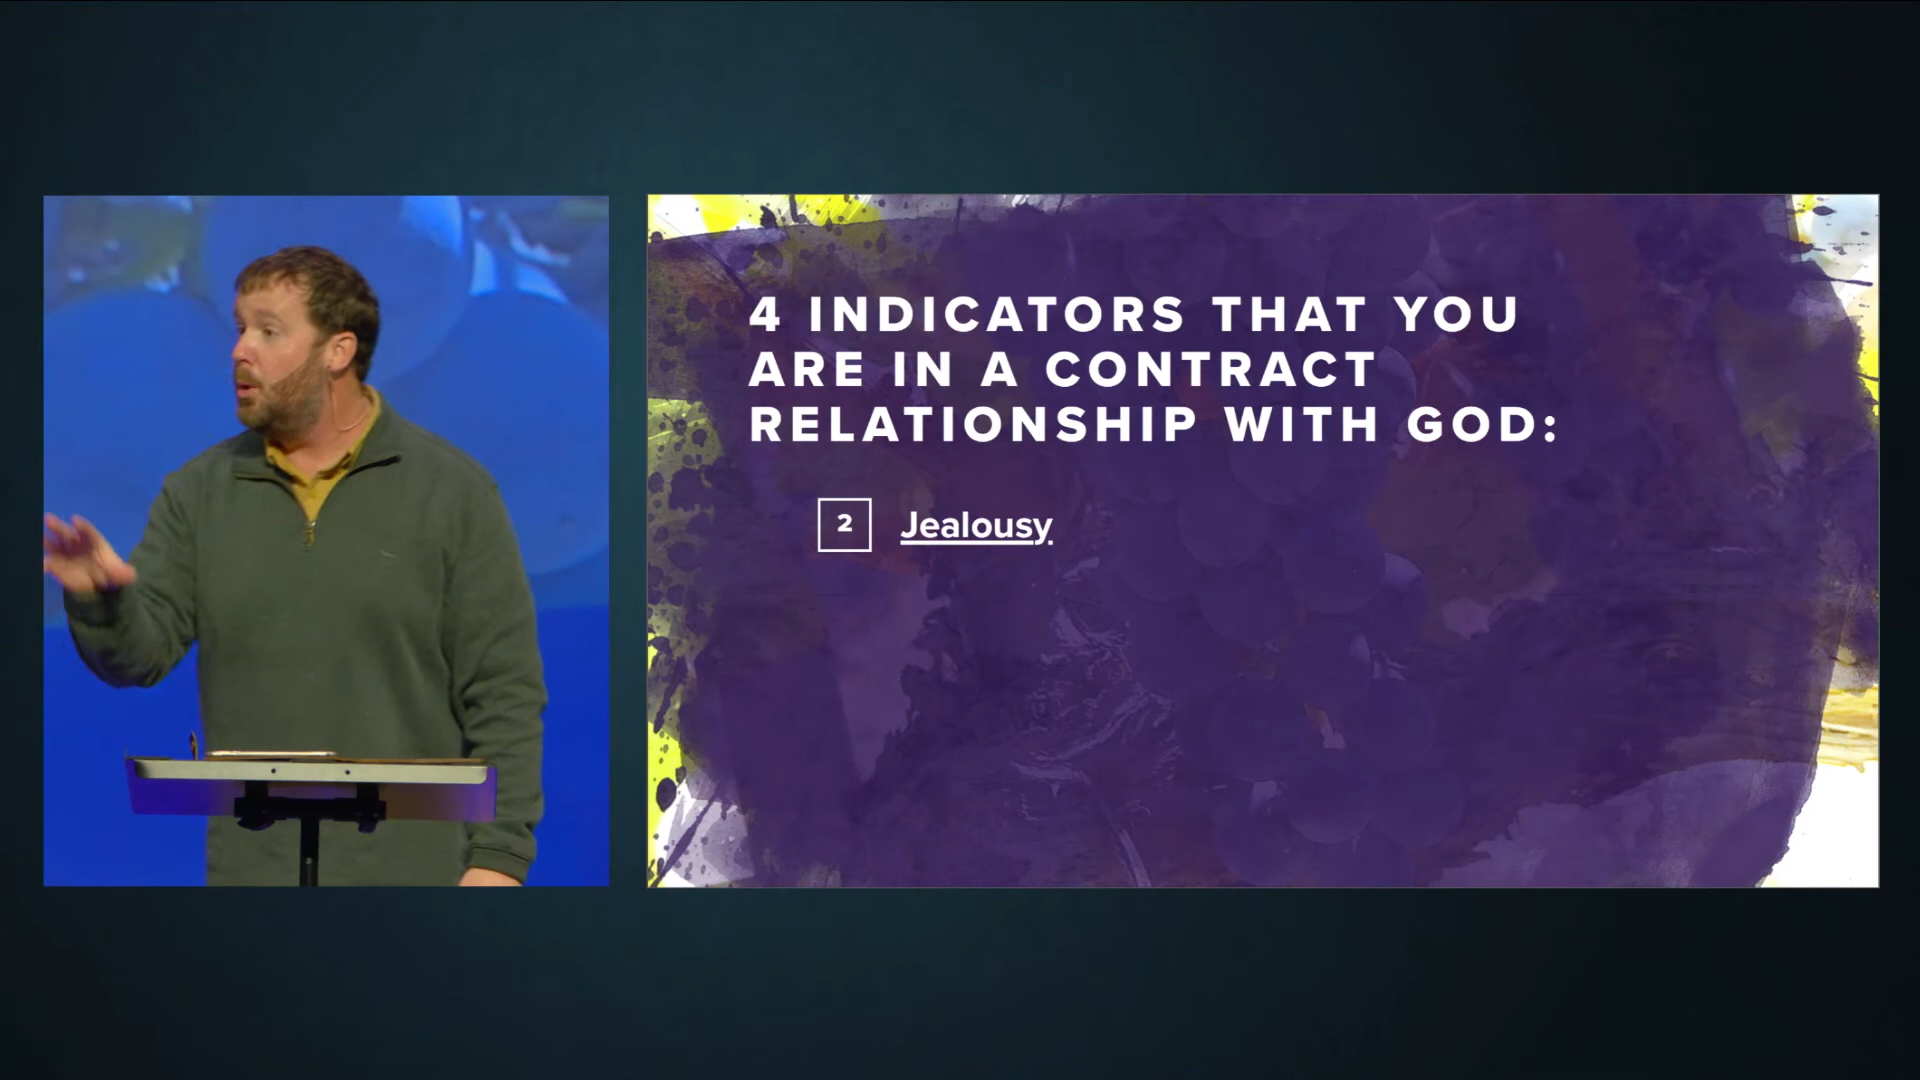 4 INDICATORS THAT YOU
ARE IN A CONTRACT
RELATIONSHIP WITH GOD:
2 Jealousy